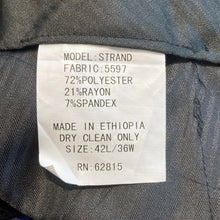 MODEL:STRAND
FABRIC:5597
72%POLYESTER
21%RAYON
7%SPANDEX
MADE IN ETHIOPIA
DRY CLEAN ONLY
SIZE:42L/36W
RN:62815